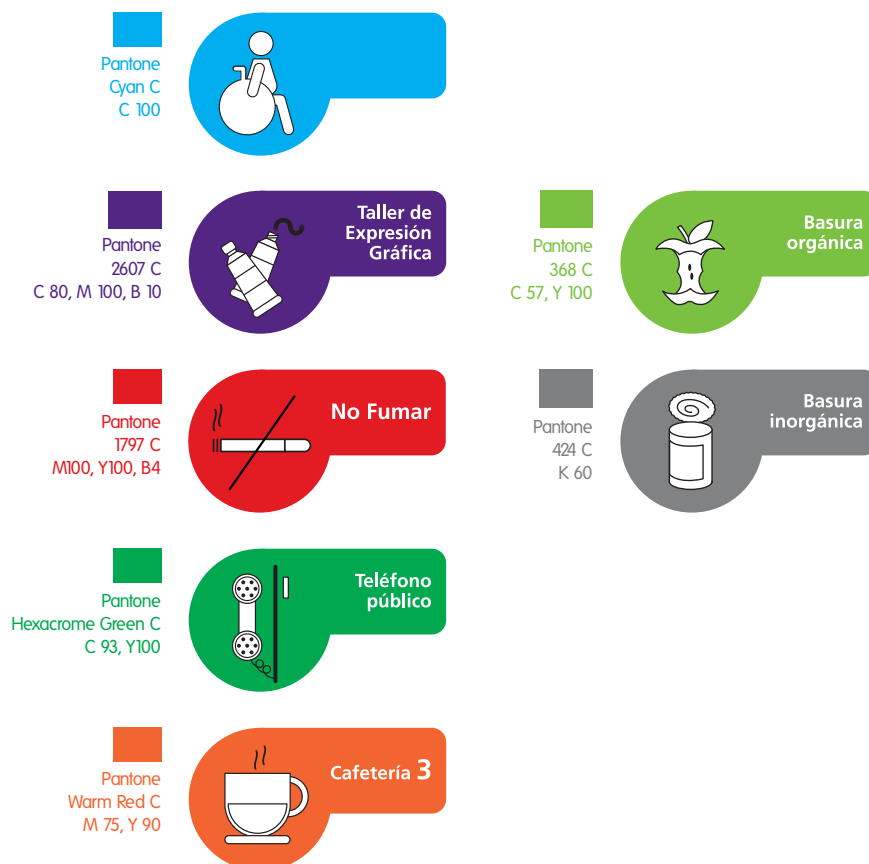 Pantone
Cyan C
C 100
Pantone
2607 C
C 80, M 100, B 10
Taller de
Expresión
Gráfica
Pantone
368 C
C 57, Y 100
Basura
orgánica
Pantone
1797 C
M100, Y100, B4
No Fumar
Pantone
424 C
K 60
Basura
inorgánica
Pantone
Hexacrome Green C
C 93, Y100
Teléfono
público
Pantone
Warm Red C
M 75, Y 90
Cafetería 3